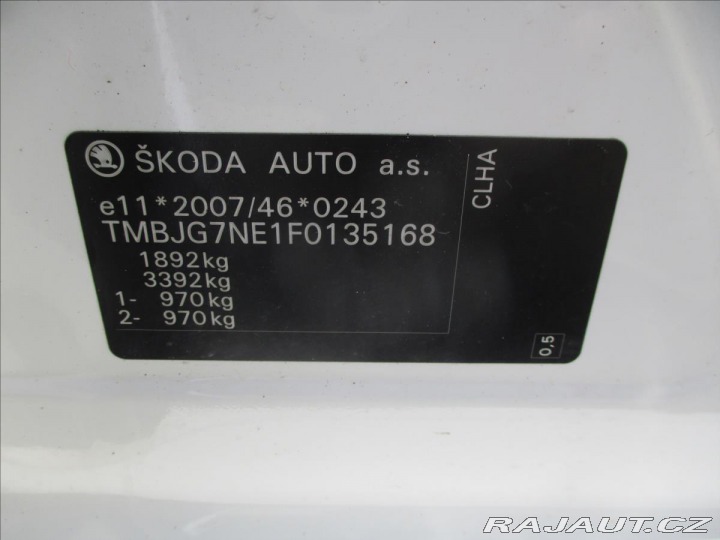 ŠKODA AUTO a.s.
e11*2007/46*0243
TMBJG7NE1F0135168
1892kg
3392kg
1- 970kg
2- 970kg
CLHA
0,5
RAJAUT.CZ